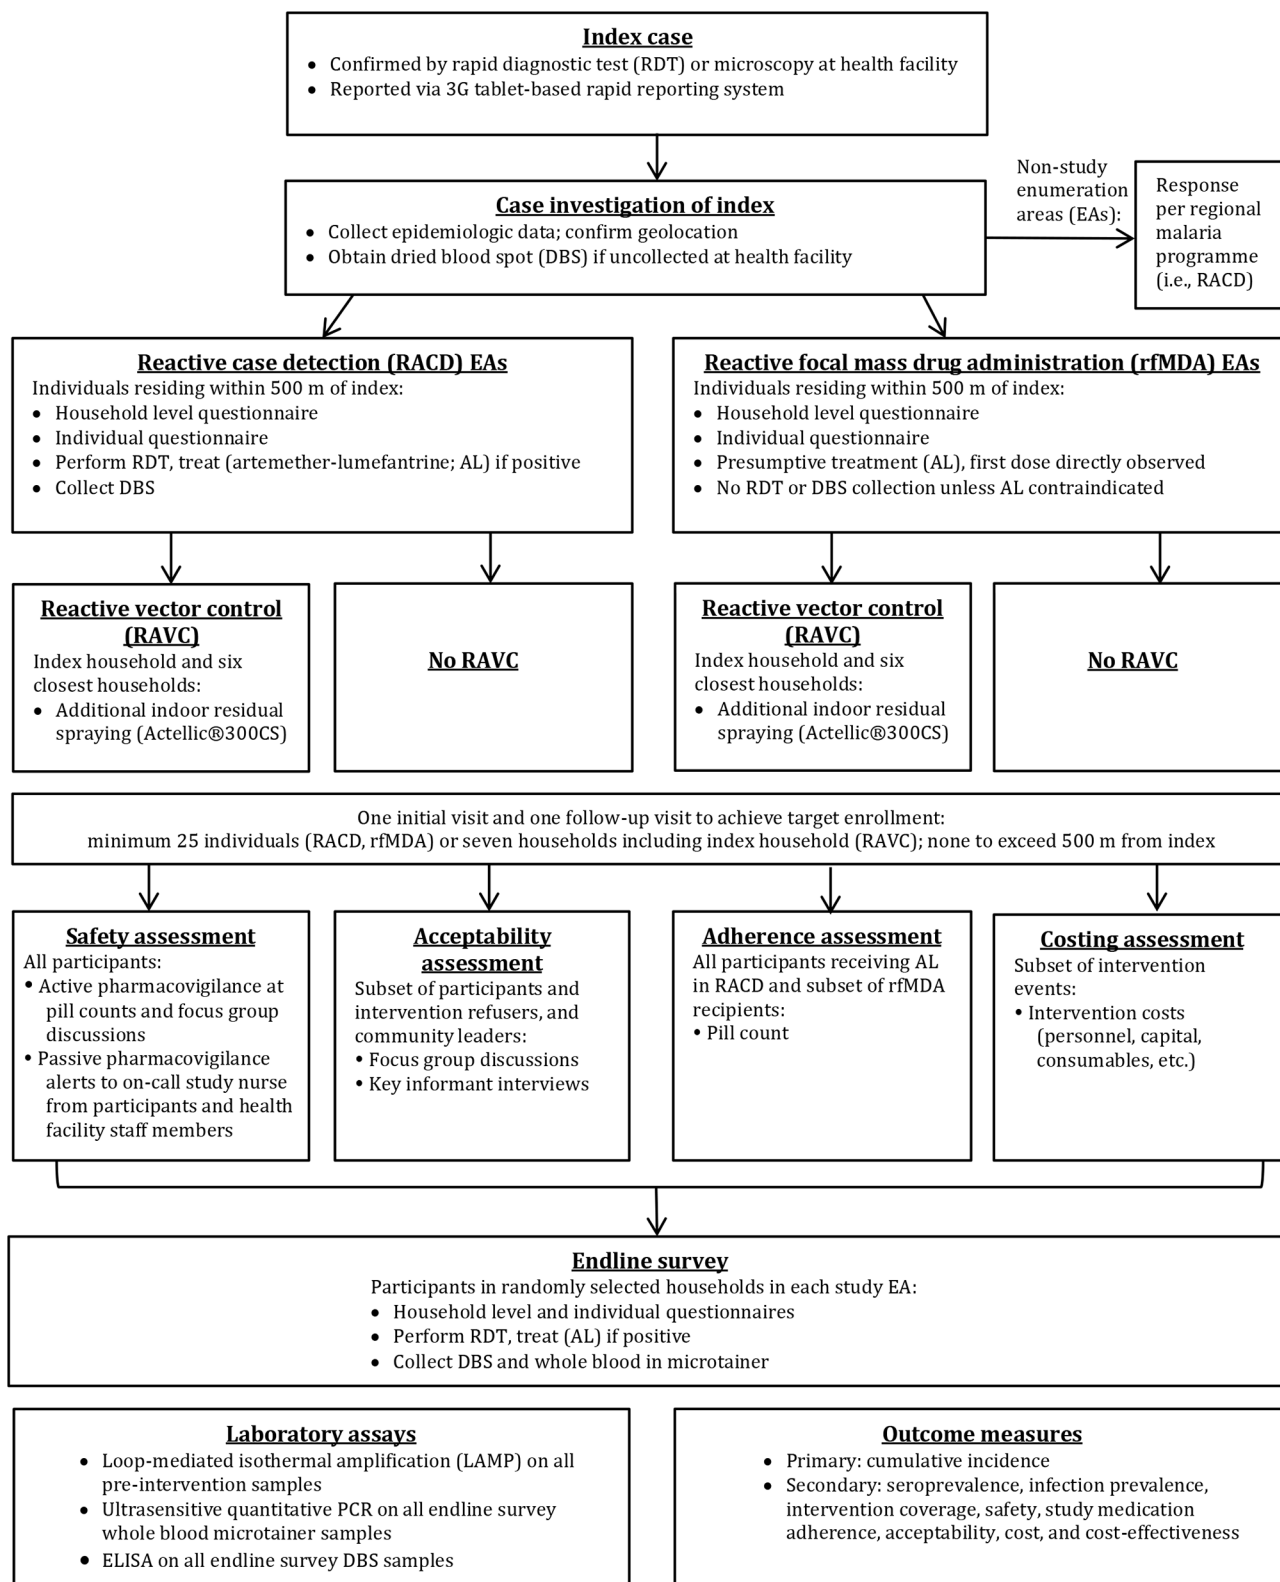 Index case
• Confirmed by rapid diagnostic test (RDT) or microscopy at health facility
• Reported via 3G tablet-based rapid reporting system
Non-study
enumeration
areas (EAs):
Response
per regional
malaria
programme
(i.e., RACD)
Case investigation of index
• Collect epidemiologic data; confirm geolocation
• Obtain dried blood spot (DBS) if uncollected at health facility
Reactive case detection (RACD) EAs
Individuals residing within 500 m of index:
• Household level questionnaire
• Individual questionnaire
• Perform RDT, treat (artemether-lumefantrine; AL) if positive
• Collect DBS
Reactive focal mass drug administration (rfMDA) EAs
Individuals residing within 500 m of index:
• Household level questionnaire
• Individual questionnaire
• Presumptive treatment (AL), first dose directly observed
• No RDT or DBS collection unless AL contraindicated
Reactive vector control
(RAVC)
Index household and six
closest households:
• Additional indoor residual
spraying (Actellic®300CS)
No RAVC
Reactive vector control
(RAVC)
Index household and six
closest households:
• Additional indoor residual
spraying (Actellic®300CS)
No RAVC
One initial visit and one follow-up visit to achieve target enrollment:
minimum 25 individuals (RACD, rfMDA) or seven households including index household (RAVC); none to exceed 500 m from index
Safety assessment
All participants:
• Active pharmacovigilance at
pill counts and focus group
discussions
• Passive pharmacovigilance
alerts to on-call study nurse
from participants and health
facility staff members
Acceptability
assessment
Subset of participants and
intervention refusers, and
community leaders:
• Focus group discussions
• Key informant interviews
Adherence assessment
All participants receiving AL
in RACD and subset of rfMDA
recipients:
• Pill count
Costing assessment
Subset of intervention
events:
• Intervention costs
(personnel, capital,
consumables, etc.)
Endline survey
Participants in randomly selected households in each study EA:
• Household level and individual questionnaires
• Perform RDT, treat (AL) if positive
• Collect DBS and whole blood in microtainer
Laboratory assays
• Loop-mediated isothermal amplification (LAMP) on all
pre-intervention samples
• Ultrasensitive quantitative PCR on all endline survey
whole blood microtainer samples
• ELISA on all endline survey DBS samples
Outcome measures
• Primary: cumulative incidence
• Secondary: seroprevalence, infection prevalence,
intervention coverage, safety, study medication
adherence, acceptability, cost, and cost-effectiveness